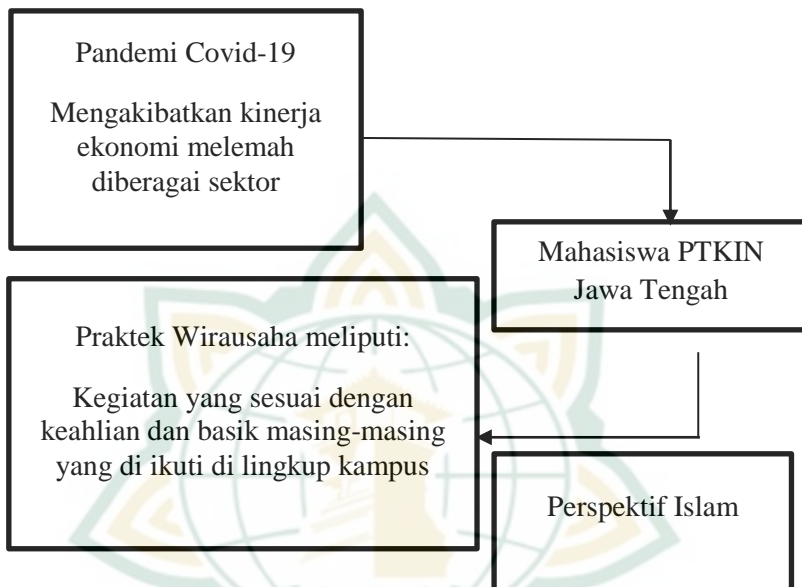 Pandemi Covid-19
Mengakibatkan kinerja
ekonomi melemah
diberagai sektor
Mahasiswa PTKIN
Jawa Tengah
Praktek Wirausaha meliputi:
Kegiatan yang sesuai dengan
keahlian dan basik masing-masing
yang di ikuti di lingkup kampus
Perspektif Islam